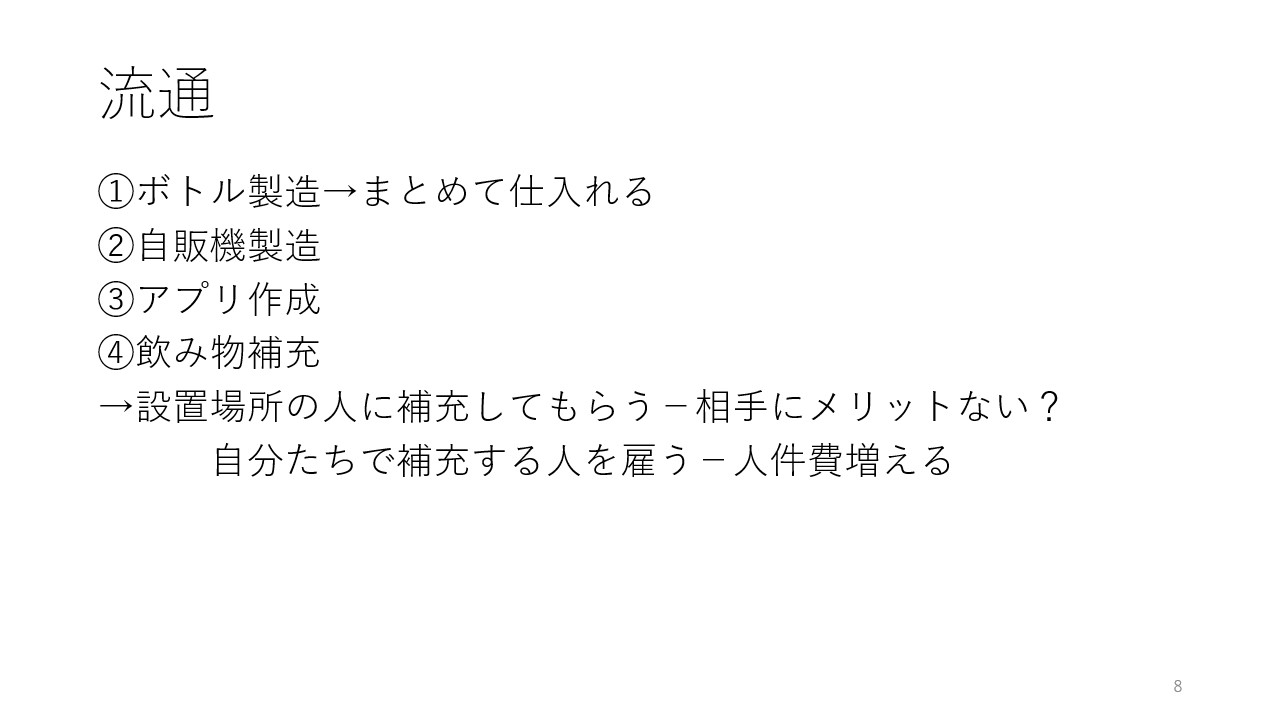 流通
①ボトル製造→まとめて仕入れる
②自販機製造
③アプリ作成
④飲み物補充
→設置場所の人に補充してもらう－相手にメリットない？
自分たちで補充する人を雇う－人件費増える
8